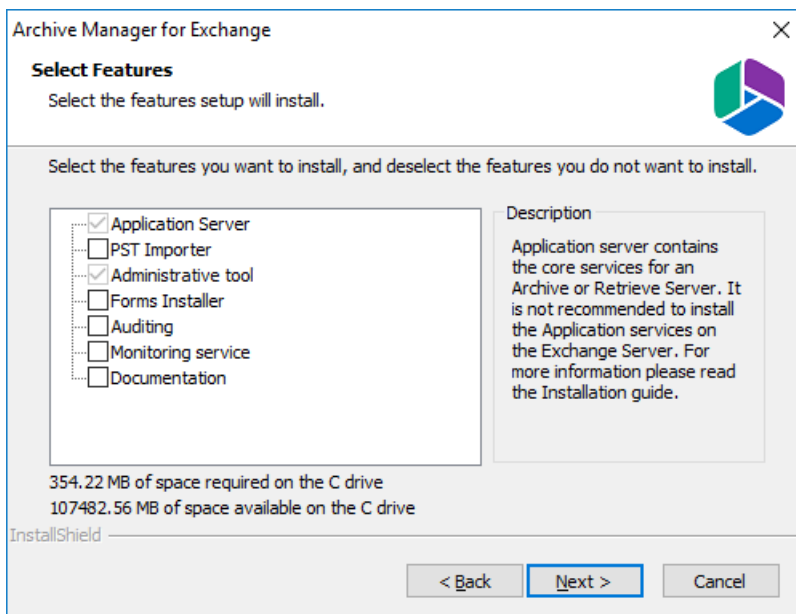 Archive Manager for Exchange
Select Features
Select the features setup will install.
Select the features you want to install, and deselect the features you do not want to install.
Application Server
PST Importer
Administrative tool
Forms Installer
Auditing
Monitoring service
Documentation
Description
Application server contains
the core services for an
Archive or Retrieve Server. It
is not recommended to install
the Application services on
the Exchange Server. For
more information please read
the Installation guide.
354.22 MB of space required on the C drive
107482.56 MB of space available on the C drive
InstallShield
< Back
Next >
Cancel